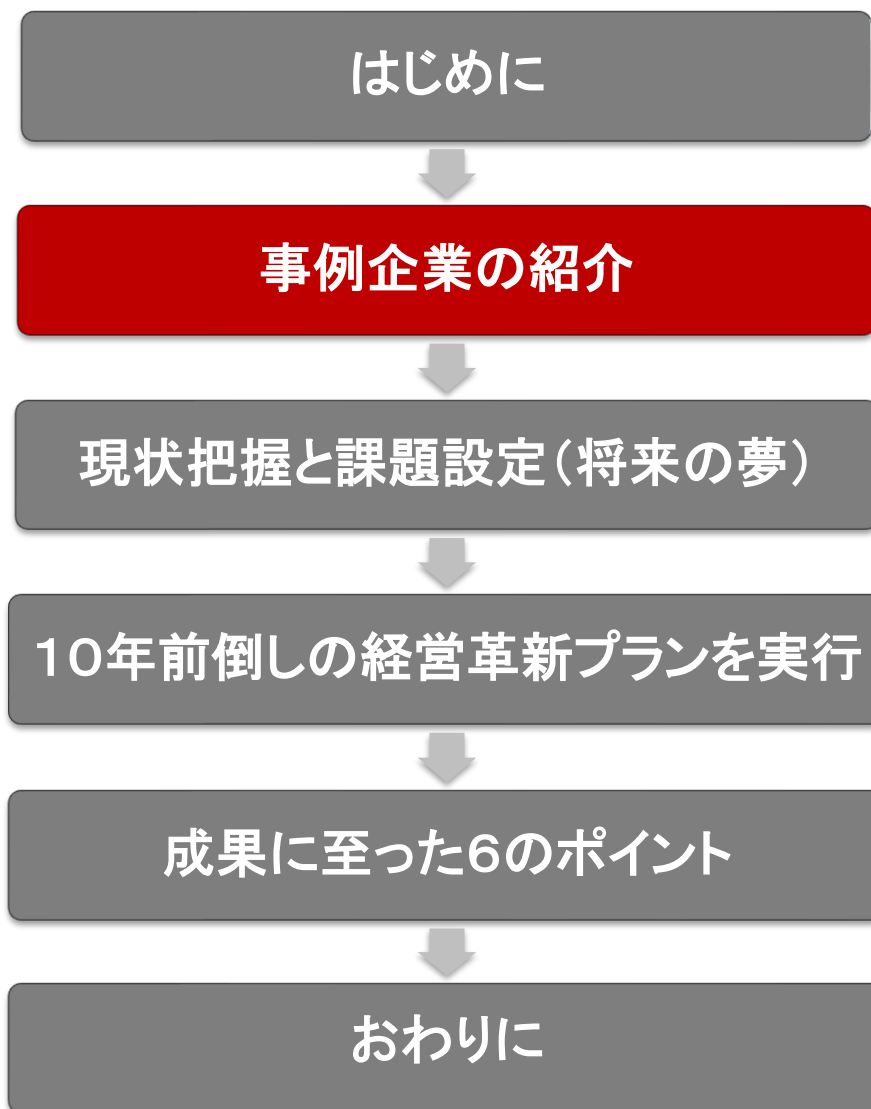 はじめに
事例企業の紹介
現状把握と課題設定（将来の夢）
１０年前倒しの経営革新プランを実行
成果に至った６のポイント
おわりに